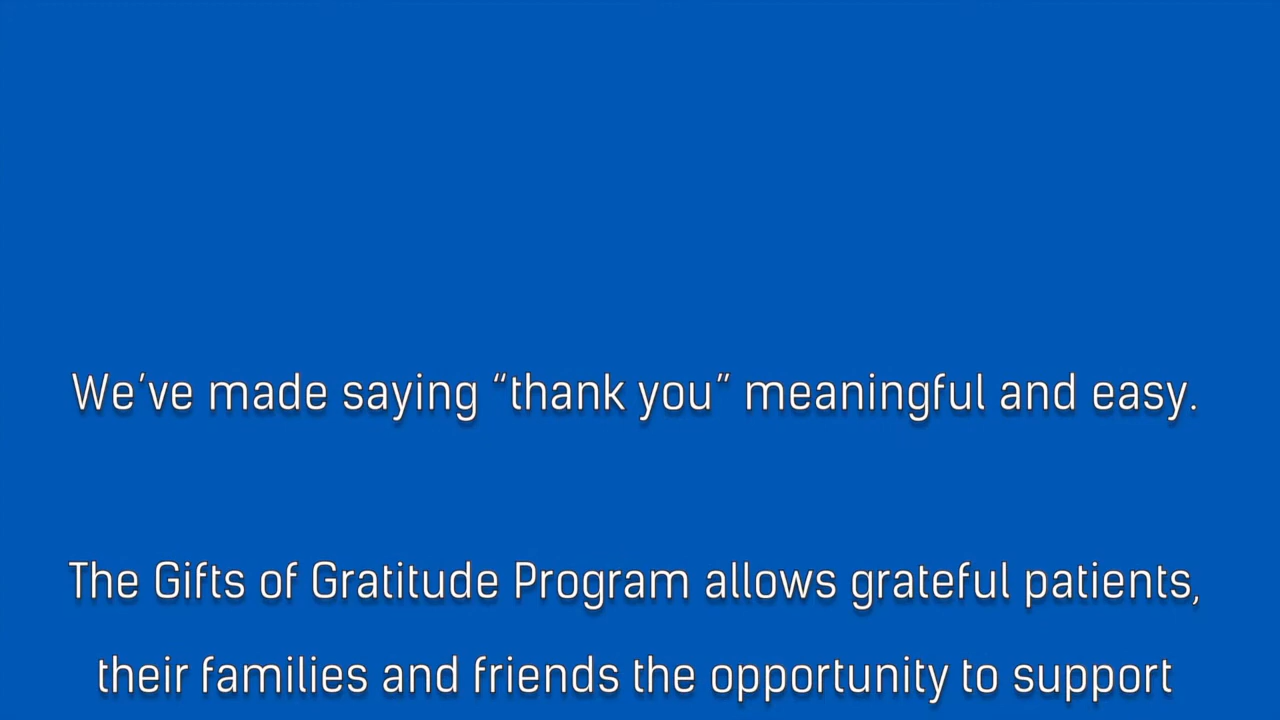 We’ve made saying “thank you” meaningful and easy.
The Gifts of Gratitude Program allows grateful patients,
their families and friends the opportunity to support